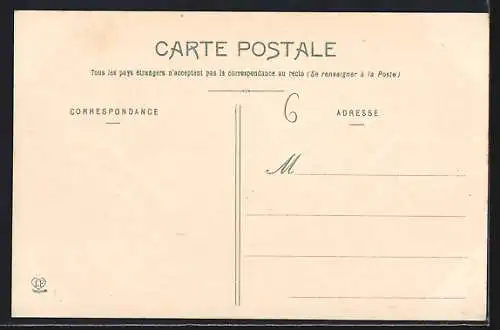 CARTE POSTALE
Tous les pays étrangers n'acceptent pas la correspondance au recto (Se renseigner à la Poste)
6
CORRESPONDANCE
ADRESSE
M